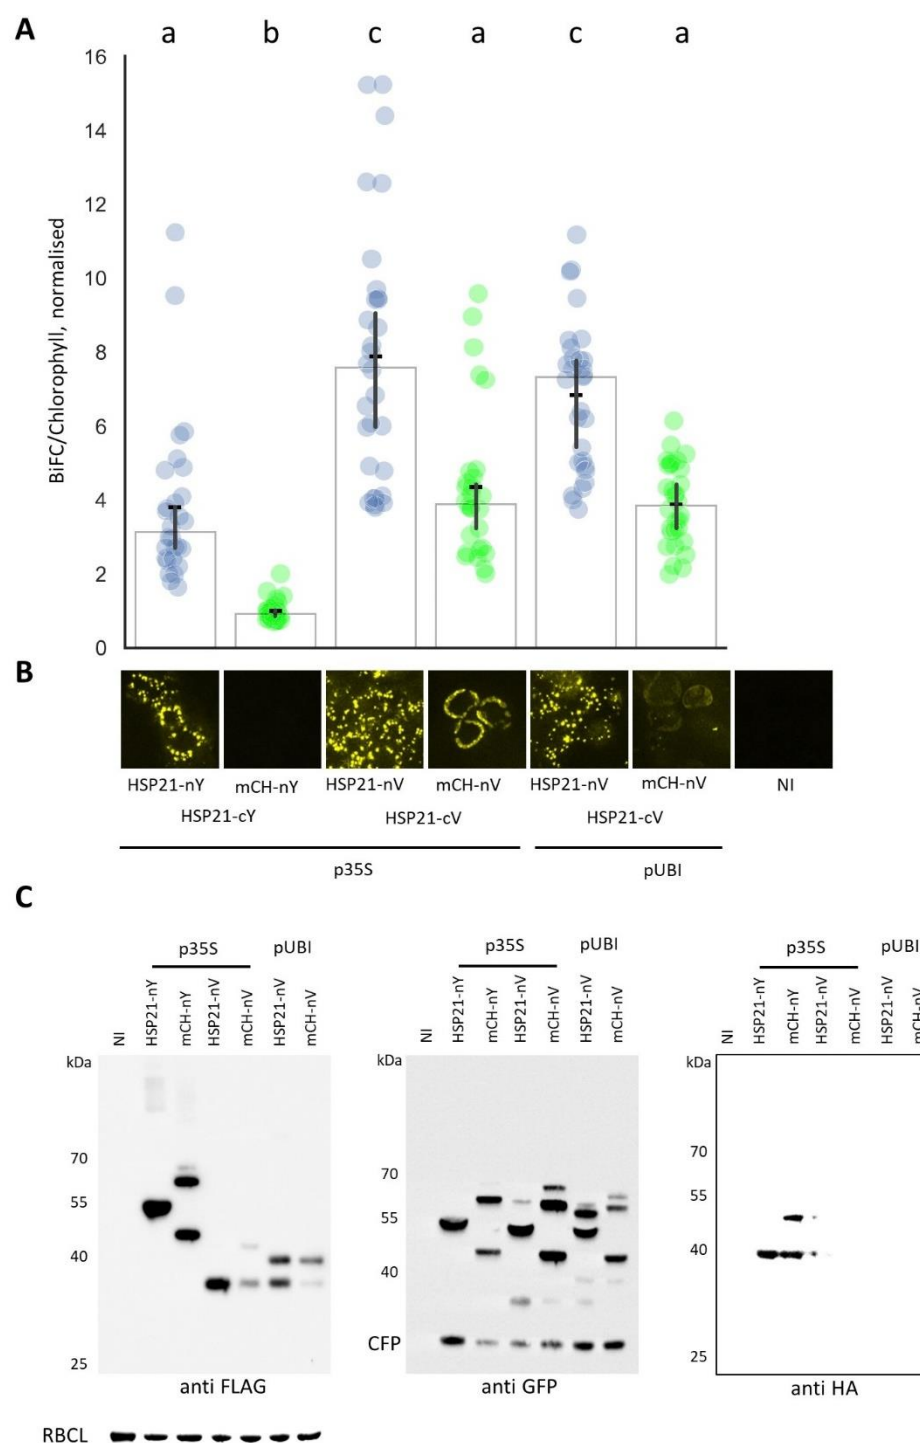 A
a b c a c a
16
14
12
10
8
6
4
2
0
BiFC/Chlorophyll, normalised
B
HSP21-nY mCH-nY HSP21-nV mCH-nV HSP21-nV mCH-nV NI
HSP21-cY HSP21-cV HSP21-cV
p35S pUBI
C
p35S pUBI
NI HSP21-nY mCH-nY HSP21-nV mCH-nV HSP21-nV mCH-nV
kDa
70
55
40
25
anti FLAG
RBCL
p35S pUBI
NI HSP21-nY mCH-nY HSP21-nV mCH-nV HSP21-nV mCH-nV
kDa
70
55
40
CFP
anti GFP
p35S pUBI
NI HSP21-nY mCH-nY HSP21-nV mCH-nV HSP21-nV mCH-nV
kDa
70
55
40
25
anti HA